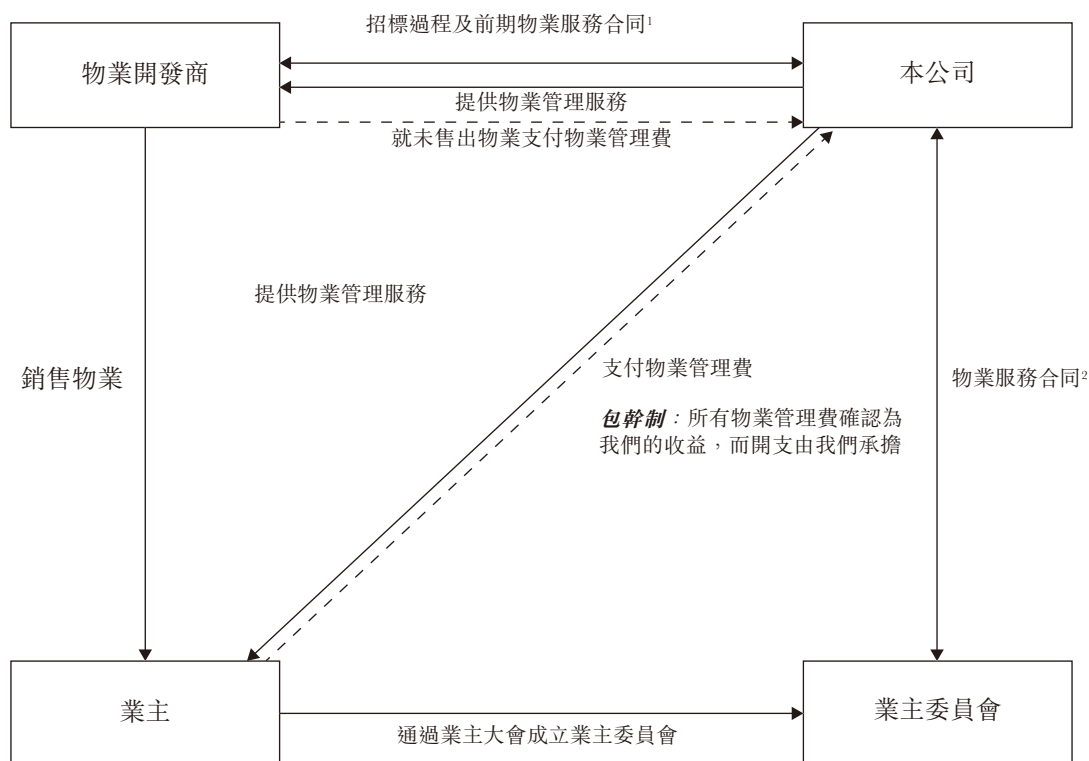 招標過程及前期物業服務合同¹
物業開發商
本公司
提供物業管理服務
就未售出物業支付物業管理費
提供物業管理服務
銷售物業
支付物業管理費
物業服務合同²
包幹制：所有物業管理費確認為
我們的收益，而開支由我們承擔
業主
業主委員會
通過業主大會成立業主委員會